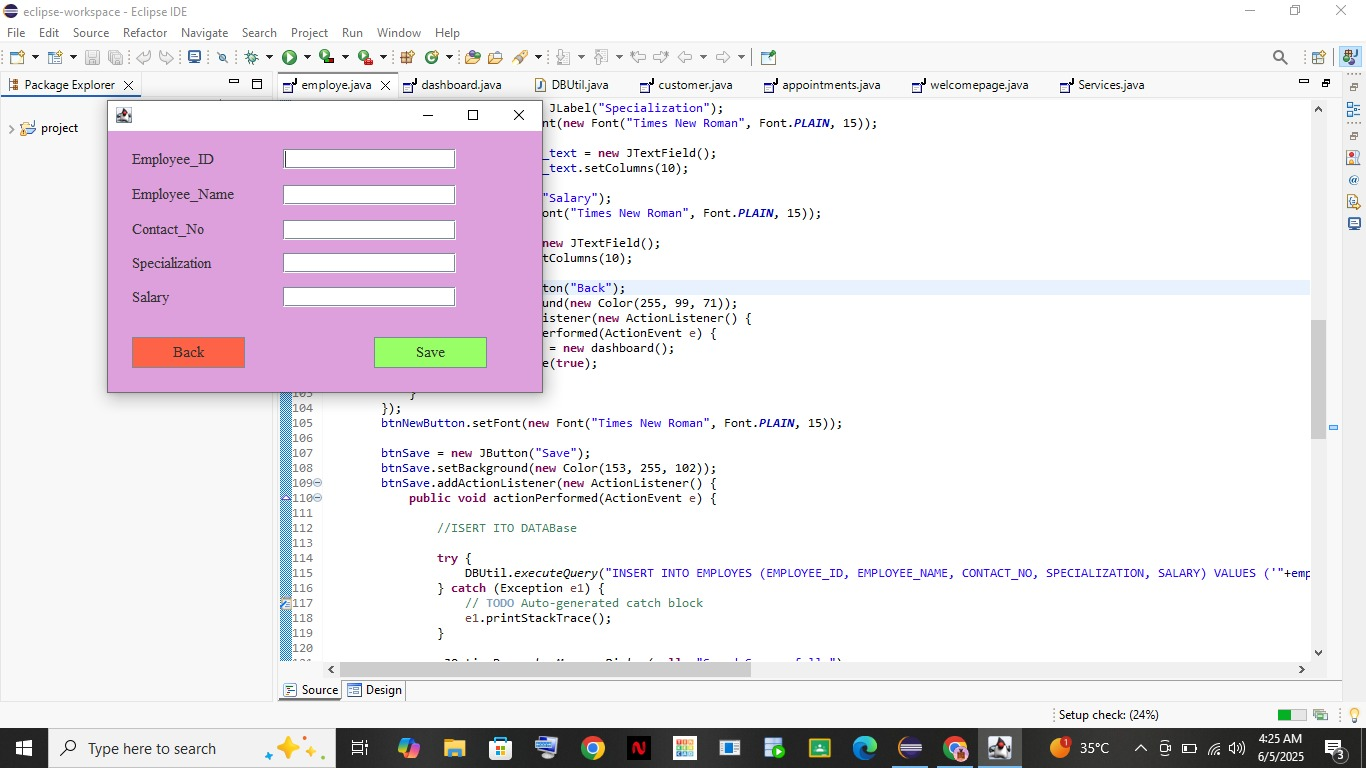 eclipse-workspace - Eclipse IDE
File Edit Source Refactor Navigate Search Project Run Window Help
Package Explorer
employe.java dashboard.java DBUtil.java customer.java appointments.java welcomepage.java Services.java
project
Employee_ID
Employee_Name
Contact_No
Specialization
Salary
Back Save
JLabel("Specialization");
nt(new Font("Times New Roman", Font.PLAIN, 15));
_text = new JTextField();
_text.setColumns(10);
"Salary");
ont("Times New Roman", Font.PLAIN, 15));
new JTextField();
tColumns(10);
ton("Back");
und(new Color(255, 99, 71));
istener(new ActionListener() {
erformed(ActionEvent e) {
= new dashboard();
e(true);
103 }
104 });
105 btnNewButton.setFont(new Font("Times New Roman", Font.PLAIN, 15));
106
107 btnSave = new JButton("Save");
108 btnSave.setBackground(new Color(153, 255, 102));
109 btnSave.addActionListener(new ActionListener() {
110 public void actionPerformed(ActionEvent e) {
111
112 //ISERT ITO DATABase
113
114 try {
115 DBUtil.executeQuery("INSERT INTO EMPLOYES (EMPLOYEE_ID, EMPLOYEE_NAME, CONTACT_NO, SPECIALIZATION, SALARY) VALUES ('"+emp
116 } catch (Exception e1) {
117 // TODO Auto-generated catch block
118 e1.printStackTrace();
119 }
120
Source Design
Setup check: (24%)
Type here to search
35°C
4:25 AM
6/5/2025
3